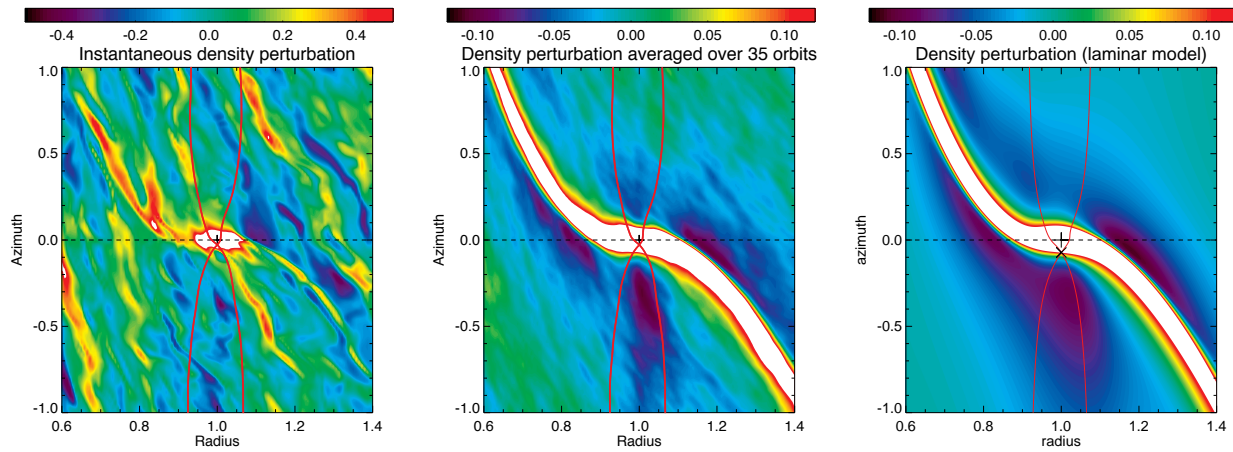 -0.4 -0.2 0.0 0.2 0.4
Instantaneous density perturbation
1.0
0.5
0.0
-0.5
-1.0
Azimuth
0.6 0.8 1.0 1.2 1.4
Radius
-0.10 -0.05 0.00 0.05 0.10
Density perturbation averaged over 35 orbits
1.0
0.5
0.0
-0.5
-1.0
Azimuth
0.6 0.8 1.0 1.2 1.4
Radius
-0.10 -0.05 0.00 0.05 0.10
Density perturbation (laminar model)
1.0
0.5
0.0
-0.5
-1.0
azimuth
0.6 0.8 1.0 1.2 1.4
radius